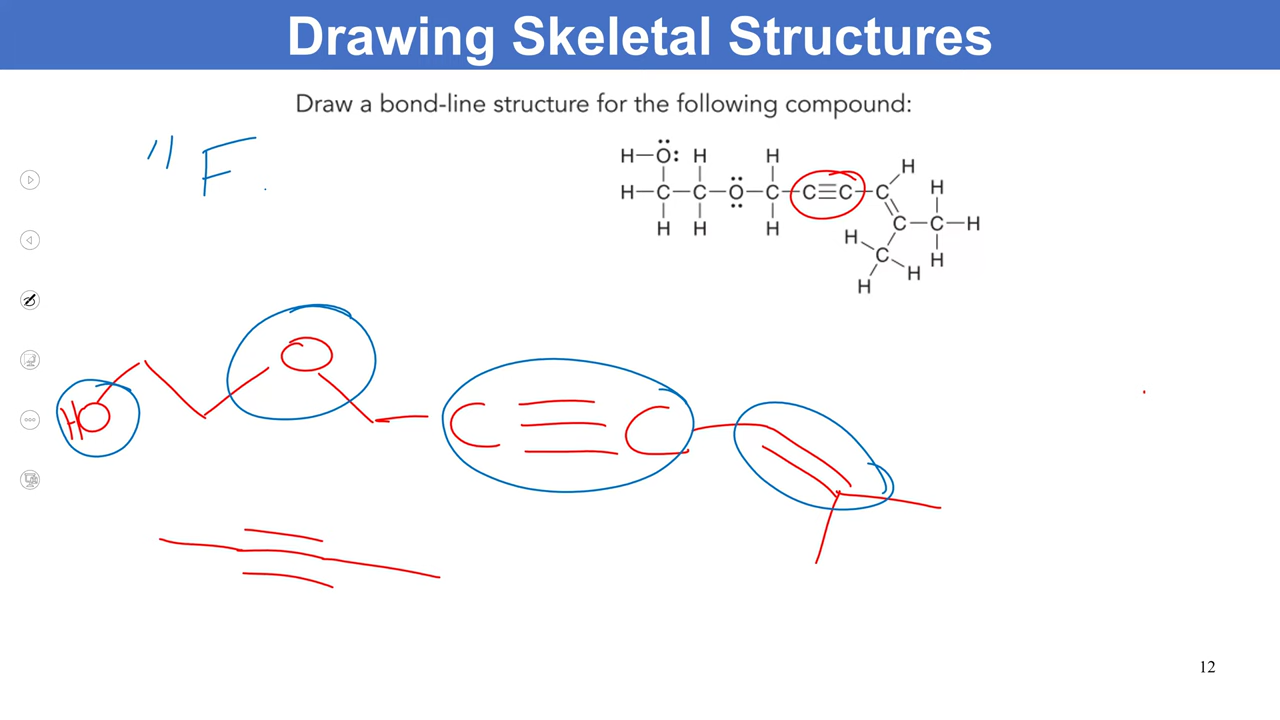 Drawing Skeletal Structures
Draw a bond-line structure for the following compound:
" F
H—O: H H H
H—C—C—O—C—C≡C—C H
H H H C—C—H
H C H
H H
HO O C≡C
12